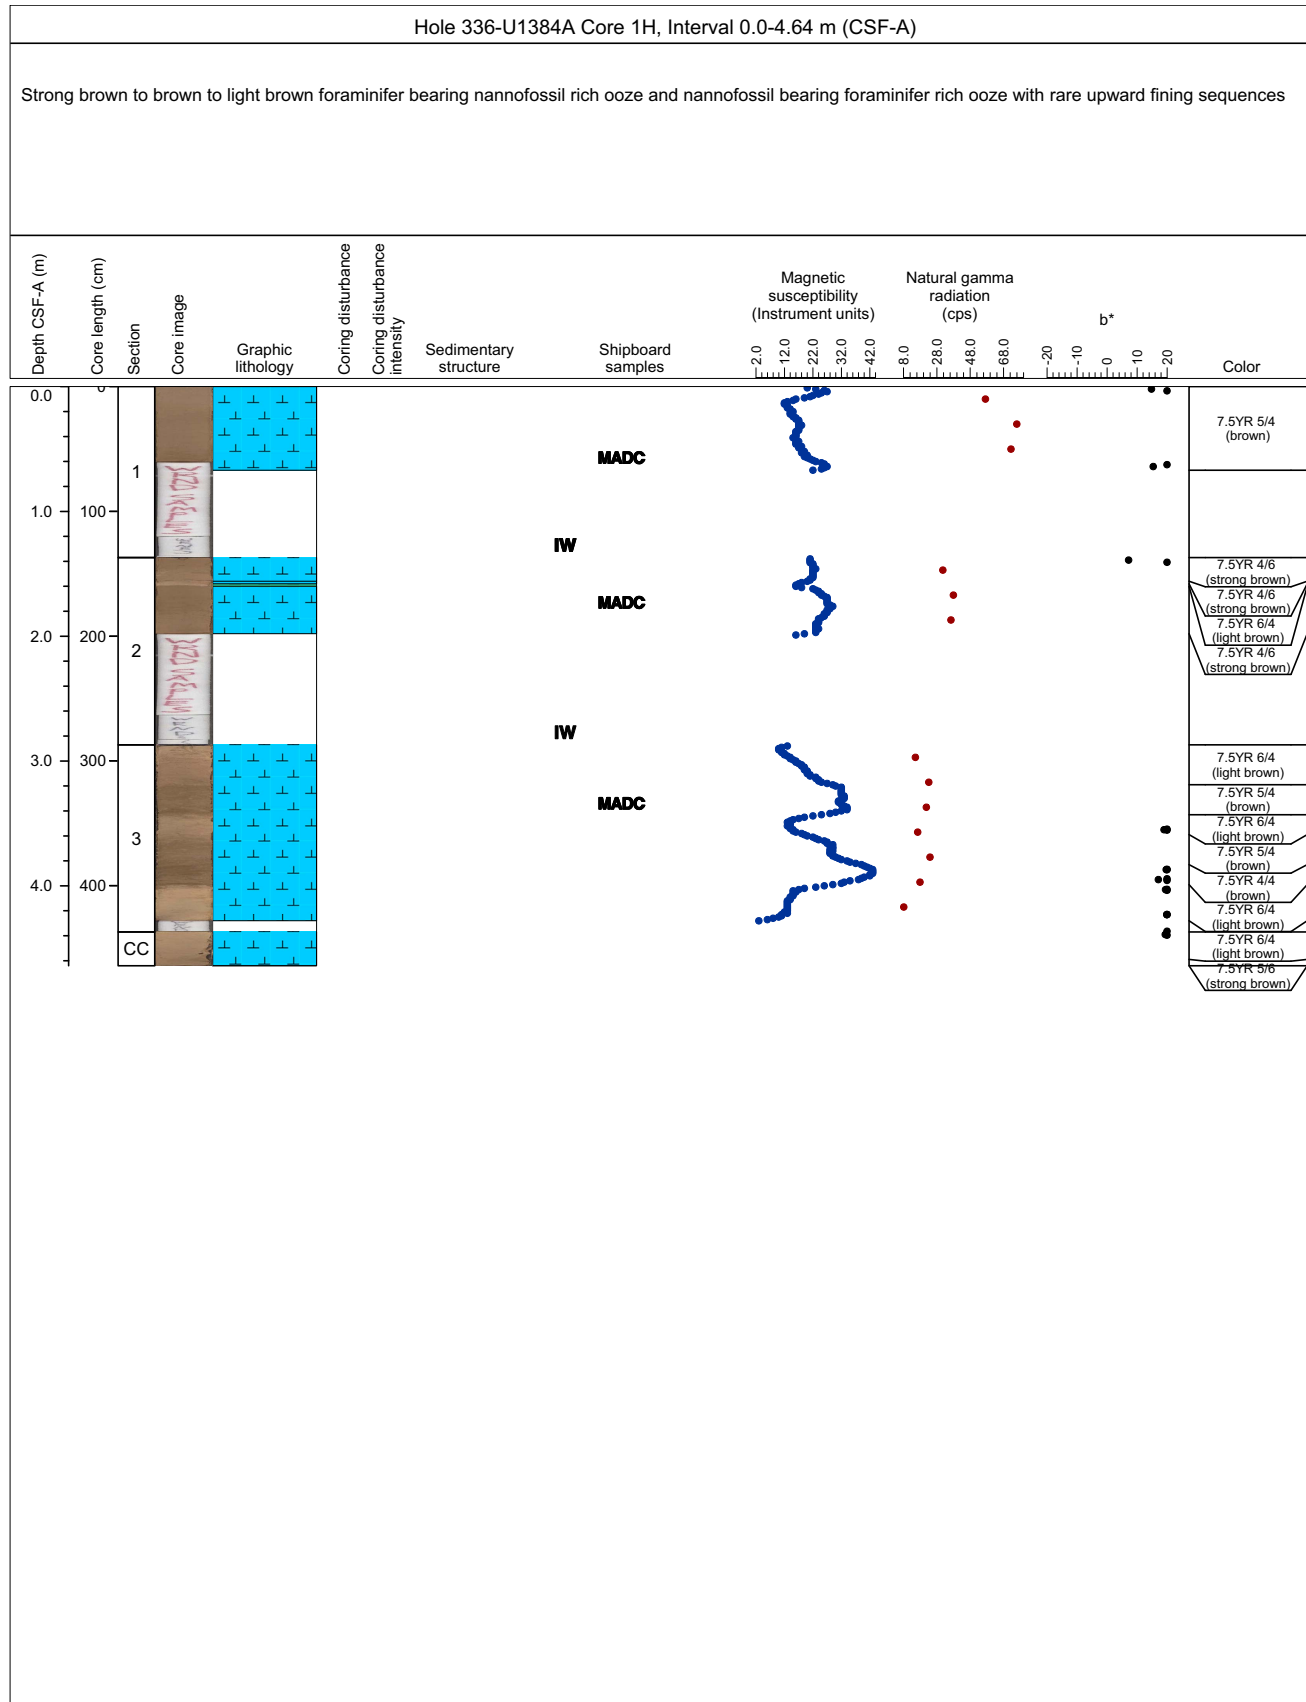 Hole 336-U1384A Core 1H, Interval 0.0-4.64 m (CSF-A)
Strong brown to brown to light brown foraminifer bearing nannofossil rich ooze and nannofossil bearing foraminifer rich ooze with rare upward fining sequences
Depth CSF-A (m)
Core length (cm)
Section
Core image
Graphic
lithology
Coring disturbance
Coring disturbance
intensity
Sedimentary
structure
Shipboard
samples
Magnetic
susceptibility
(Instrument units)
2.0 12.0 22.0 32.0 42.0
Natural gamma
radiation
(cps)
8.0 28.0 48.0 68.0
b*
-20 -10 0 10 20
Color
0.0
1.0
2.0
3.0
4.0
0
100
200
300
400
1
2
3
CC
MADC
IW
MADC
IW
MADC
7.5YR 5/4
(brown)
7.5YR 4/6
(strong brown)
7.5YR 4/6
(strong brown)
7.5YR 6/4
(light brown)
7.5YR 4/6
(strong brown)
7.5YR 6/4
(light brown)
7.5YR 5/4
(brown)
7.5YR 6/4
(light brown)
7.5YR 5/4
(brown)
7.5YR 4/4
(brown)
7.5YR 6/4
(light brown)
7.5YR 6/4
(light brown)
7.5YR 5/6
(strong brown)